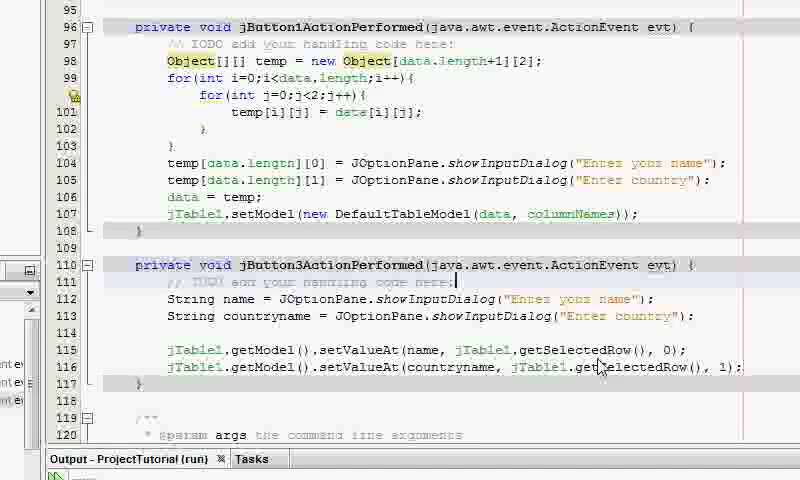 95
96 private void jButton1ActionPerformed(java.awt.event.ActionEvent evt) {
97 // TODO add your handling code here:
98 Object[][] temp = new Object[data.length+1][2];
99 for(int i=0;i<data.length;i++){
for(int j=0;j<2;j++){
101 temp[i][j] = data[i][j];
102 }
103 }
104 temp[data.length][0] = JOptionPane.showInputDialog("Enter your name");
105 temp[data.length][1] = JOptionPane.showInputDialog("Enter country");
106 data = temp;
107 jTable1.setModel(new DefaultTableModel(data, columnNames));
108 }
109
110 private void jButton3ActionPerformed(java.awt.event.ActionEvent evt) {
111 // TODO add your handling code here:
112 String name = JOptionPane.showInputDialog("Enter your name");
113 String countryname = JOptionPane.showInputDialog("Enter country");
114
115 jTable1.getModel().setValueAt(name, jTable1.getSelectedRow(), 0);
116 jTable1.getModel().setValueAt(countryname, jTable1.getSelectedRow(), 1);
117 }
118
119 /**
120 * @param args the command line arguments
Output - ProjectTutorial (run) Tasks